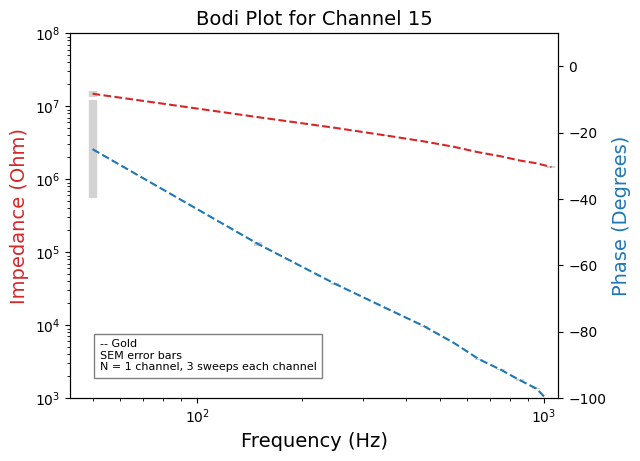 Bodi Plot for Channel 15
Impedance (Ohm)
10^8
10^7
10^6
10^5
10^4
10^3
-- Gold
SEM error bars
N = 1 channel, 3 sweeps each channel
10^2
10^3
Frequency (Hz)
0
−20
−40
−60
−80
−100
Phase (Degrees)